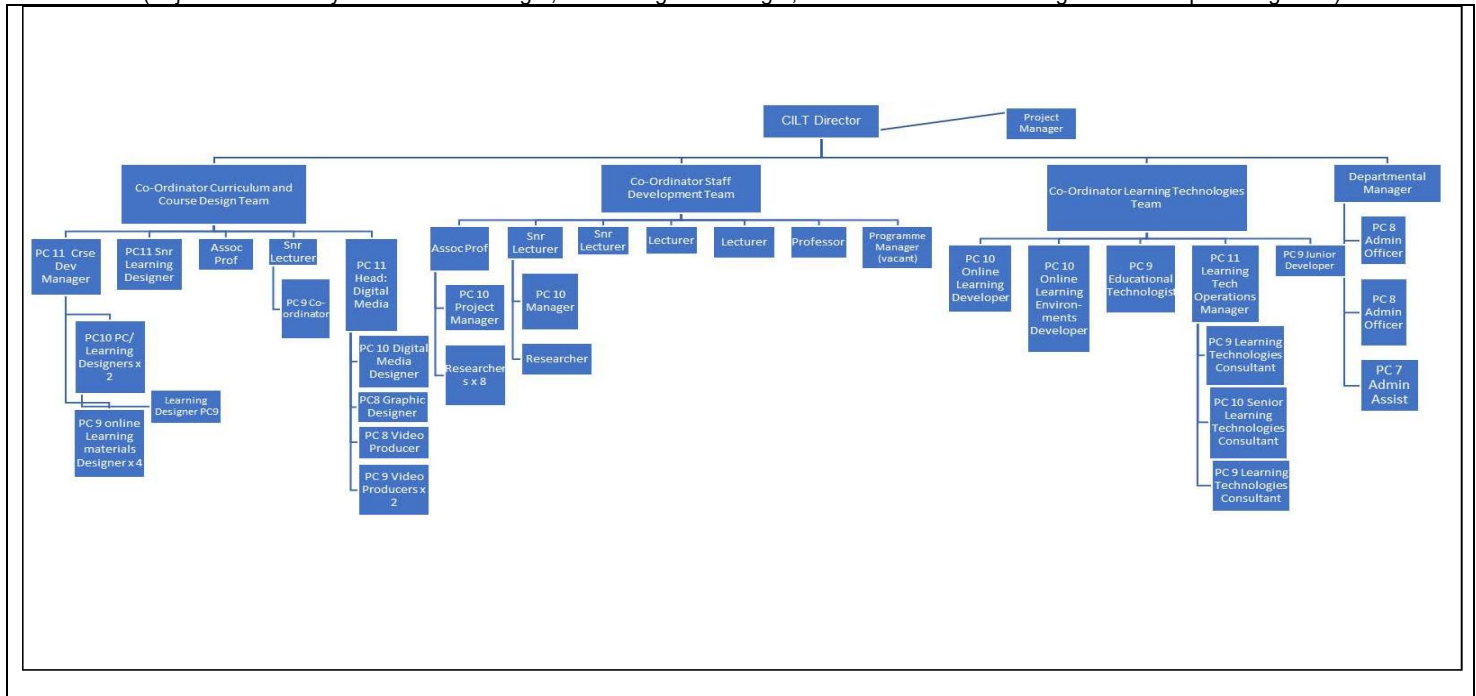 CILT Director
Project
Manager
Co-Ordinator Curriculum and
Course Design Team
Co-Ordinator Staff
Development Team
Co-Ordinator Learning Technologies
Team
Departmental
Manager
PC 11 Crse
Dev
Manager
PC11 Snr
Learning
Designer
Assoc
Prof
Snr
Lecturer
PC 11
Head:
Digital
Media
PC 9 Co-
ordinator
PC10 PC/
Learning
Designers x
2
Learning
Designer PC9
PC 9 online
Learning
materials
Designer x 4
PC 10 Digital
Media
Designer
PC8 Graphic
Designer
PC 8 Video
Producer
PC 9 Video
Producers x
2
Assoc Prof
Snr
Lecturer
Snr
Lecturer
Lecturer
Lecturer
Professor
Programme
Manager
(vacant)
PC 10
Project
Manager
Researcher
s x 8
PC 10
Manager
Researcher
PC 10
Online
Learning
Developer
PC 10
Online
Learning
Environ-
ments
Developer
PC 9
Educational
Technologist
PC 11
Learning
Tech
Operations
Manager
PC 9 Junior
Developer
PC 9 Learning
Technologies
Consultant
PC 10 Senior
Learning
Technologies
Consultant
PC 9 Learning
Technologies
Consultant
PC 8
Admin
Officer
PC 8
Admin
Officer
PC 7
Admin
Assist